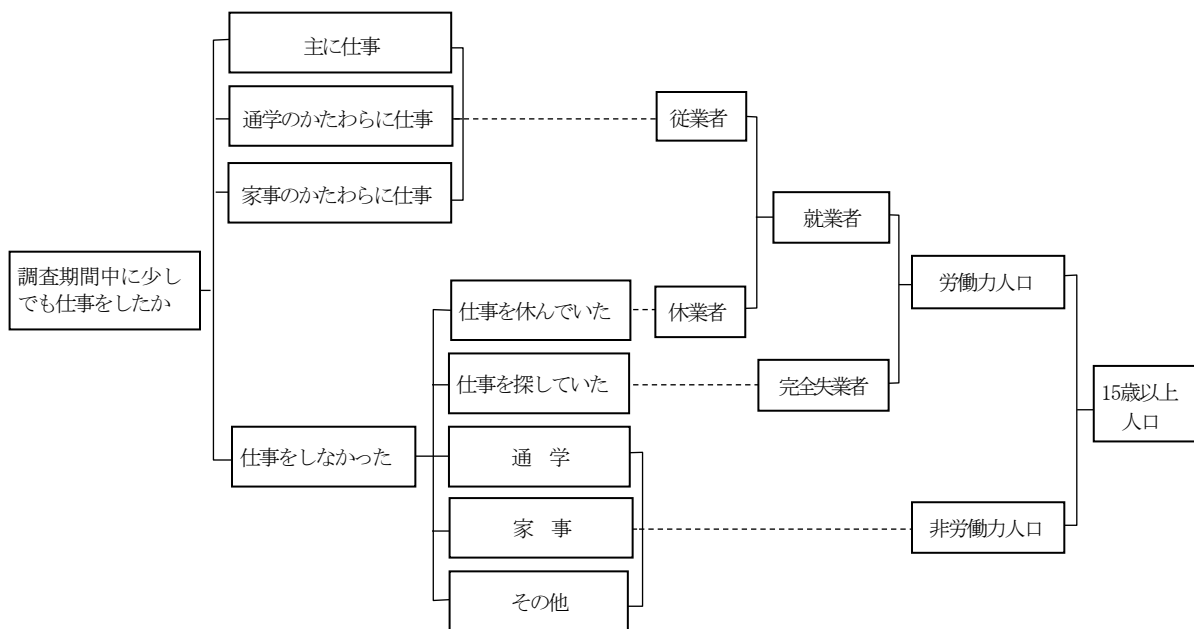 主に仕事
通学のかたわらに仕事
従業者
家事のかたわらに仕事
就業者
調査期間中に少し
でも仕事をしたか
労働力人口
仕事を休んでいた
休業者
仕事を探していた
完全失業者
15歳以上
人口
仕事をしなかった
通 学
家 事
非労働力人口
その他